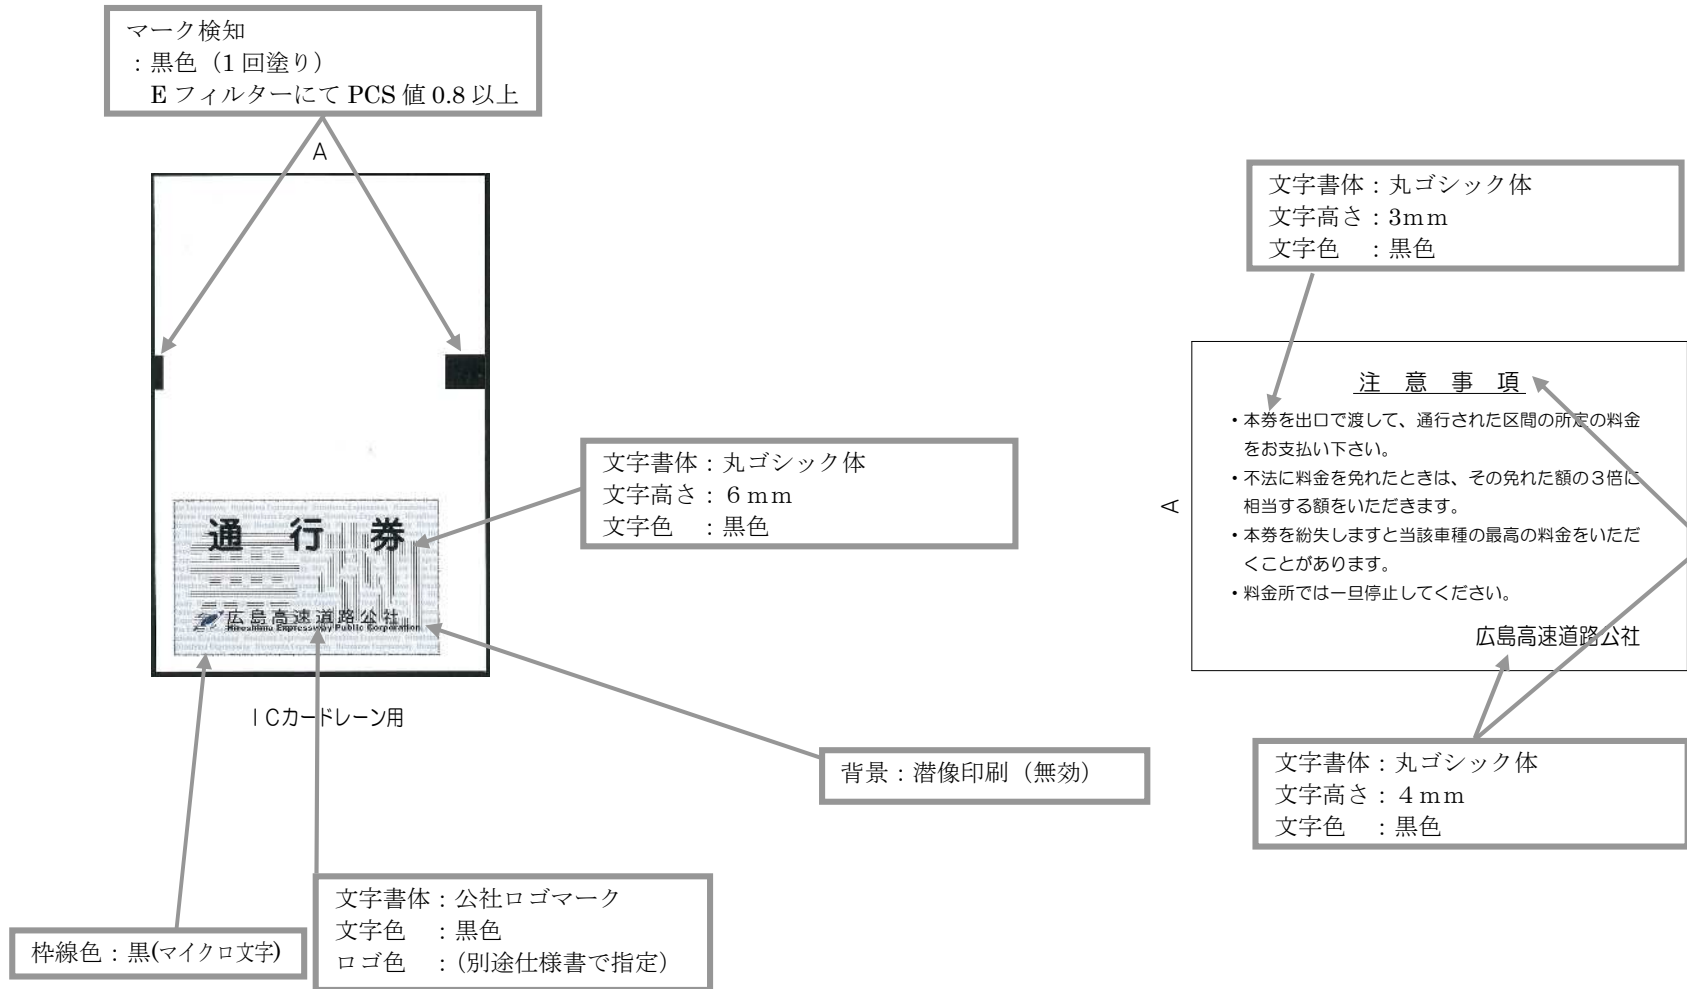 マーク検知
：黒色（1 回塗り）
E フィルターにて PCS 値 0.8 以上
A
通 行 券
広島高速道路公社
Hiroshima Expressway Public Corporation
ＩＣカードレーン用
文字書体：丸ゴシック体
文字高さ：６ｍｍ
文字色　：黒色
背景：潜像印刷（無効）
枠線色：黒(マイクロ文字)
文字書体：公社ロゴマーク
文字色　：黒色
ロゴ色　：（別途仕様書で指定）
文字書体：丸ゴシック体
文字高さ：3ｍｍ
文字色　：黒色
A
注 意 事 項
・本券を出口で渡して、通行された区間の所定の料金
をお支払い下さい。
・不法に料金を免れたときは、その免れた額の３倍に
相当する額をいただきます。
・本券を紛失しますと当該車種の最高の料金をいただ
くことがあります。
・料金所では一旦停止してください。
広島高速道路公社
文字書体：丸ゴシック体
文字高さ：４ｍｍ
文字色　：黒色